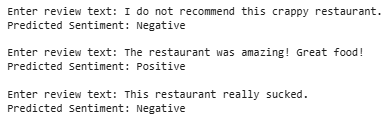 Enter review text: I do not recommend this crappy restaurant.
Predicted Sentiment: Negative
Enter review text: The restaurant was amazing! Great food!
Predicted Sentiment: Positive
Enter review text: This restaurant really sucked.
Predicted Sentiment: Negative